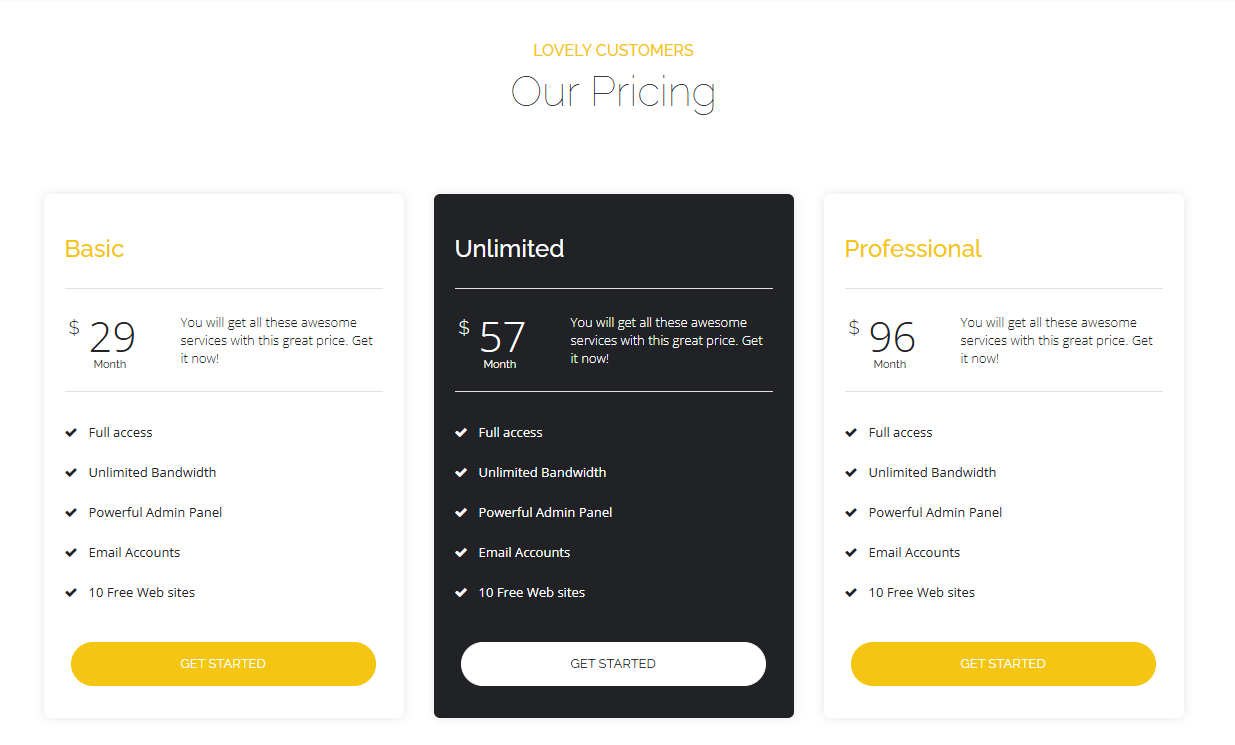 LOVELY CUSTOMERS
Our Pricing
Basic
$ 29
Month
You will get all these awesome
services with this great price. Get
it now!
Full access
Unlimited Bandwidth
Powerful Admin Panel
Email Accounts
10 Free Web sites
GET STARTED
Unlimited
$ 57
Month
You will get all these awesome
services with this great price. Get
it now!
Full access
Unlimited Bandwidth
Powerful Admin Panel
Email Accounts
10 Free Web sites
GET STARTED
Professional
$ 96
Month
You will get all these awesome
services with this great price. Get
it now!
Full access
Unlimited Bandwidth
Powerful Admin Panel
Email Accounts
10 Free Web sites
GET STARTED